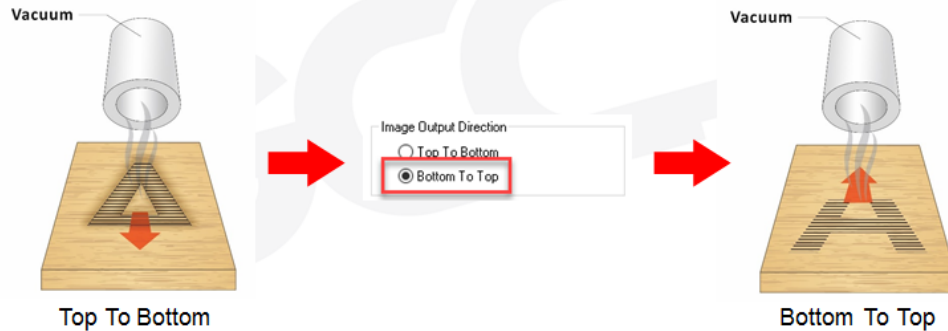 Vacuum
Vacuum
Image Output Direction
Top To Bottom
Bottom To Top
Top To Bottom
Bottom To Top